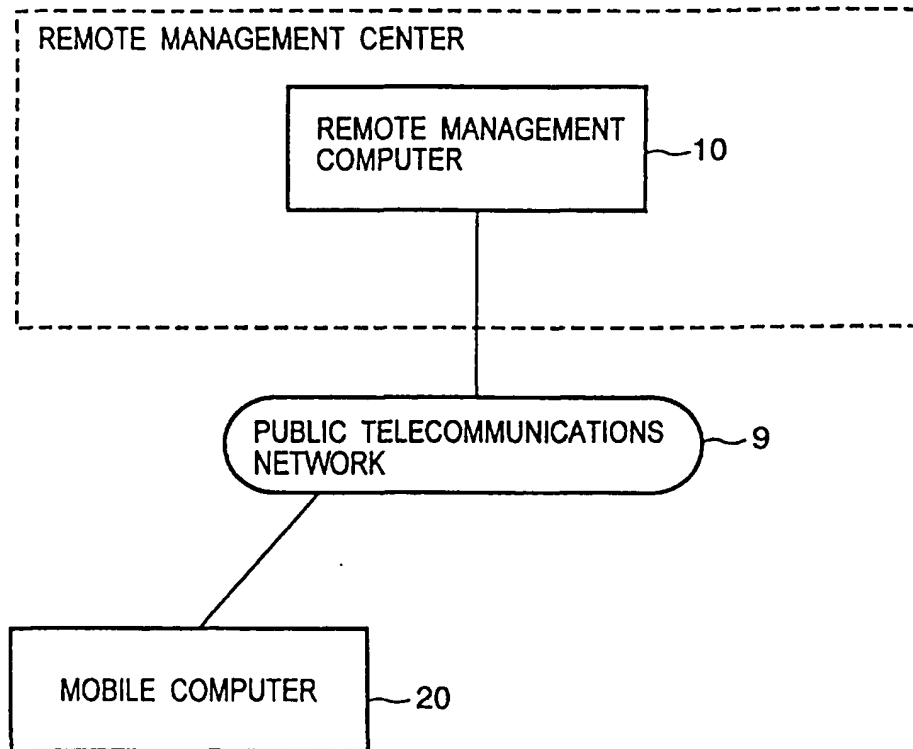 REMOTE MANAGEMENT CENTER
REMOTE MANAGEMENT
COMPUTER
10
PUBLIC TELECOMMUNICATIONS
NETWORK
9
MOBILE COMPUTER
20